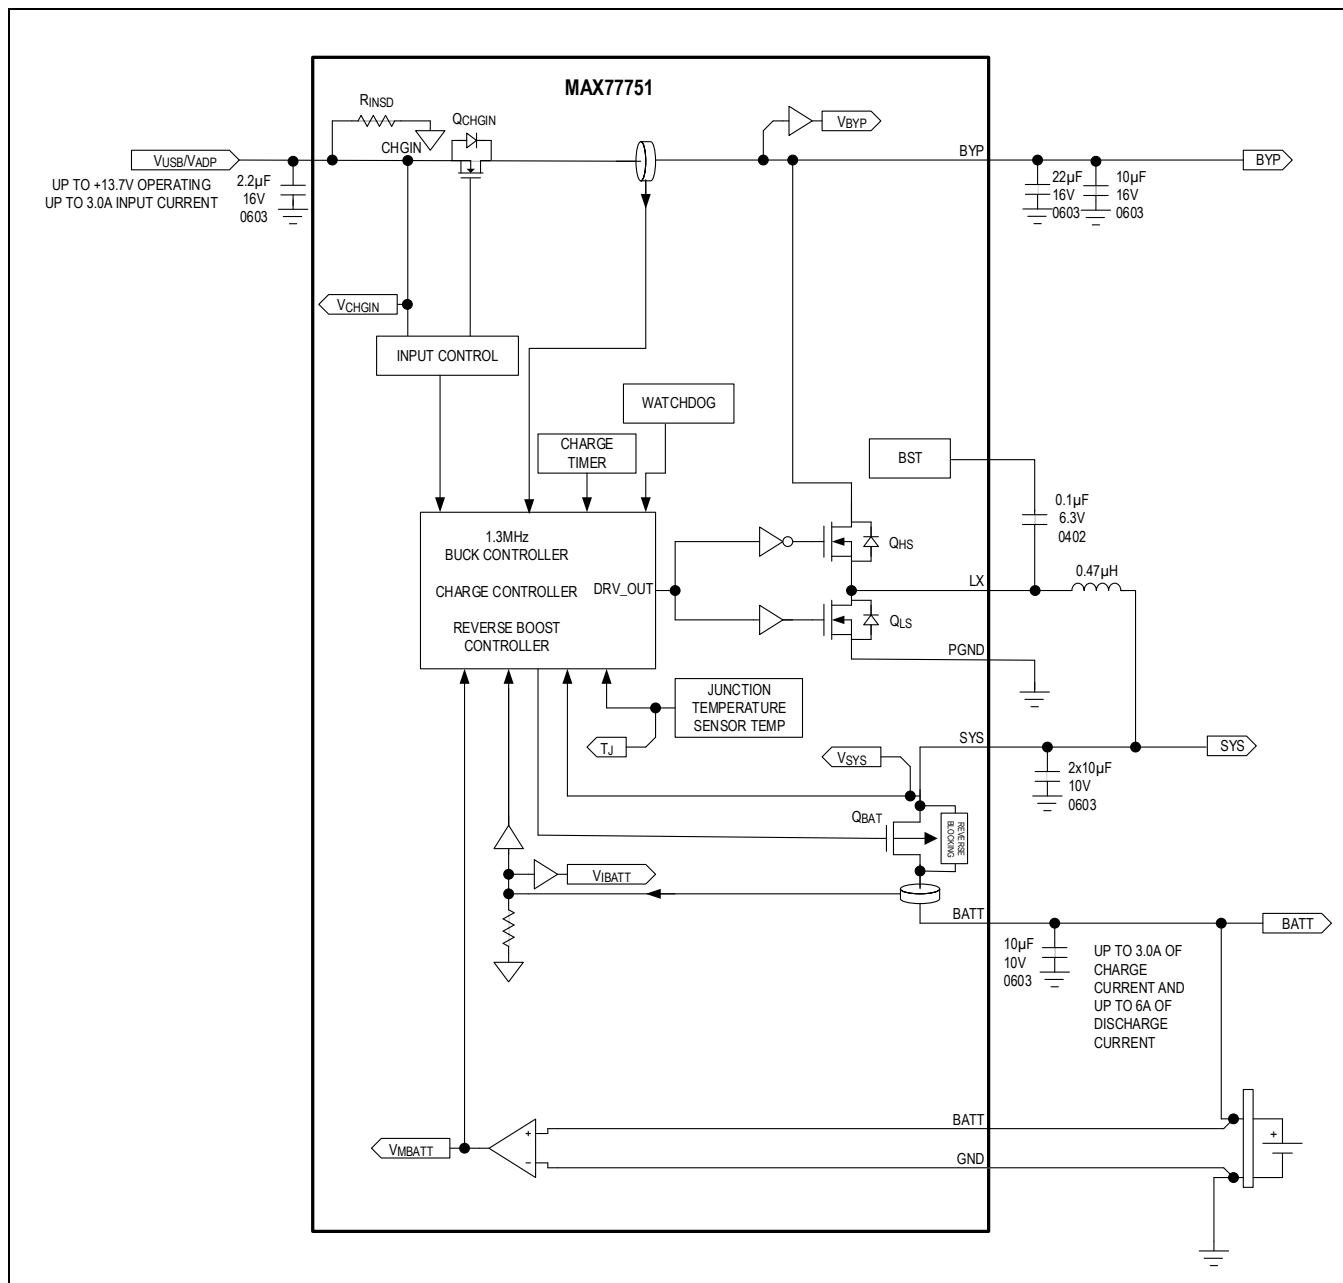 MAX77751
RINSD
QCHGIN
CHGIN
VBYP
BYP
BYP
VUSB/VADP
UP TO +13.7V OPERATING
UP TO 3.0A INPUT CURRENT
2.2µF
16V
0603
22µF
16V
0603
10µF
16V
0603
VCHGIN
INPUT CONTROL
WATCHDOG
CHARGE
TIMER
BST
0.1µF
6.3V
0402
1.3MHz
BUCK CONTROLLER
CHARGE CONTROLLER
REVERSE BOOST
CONTROLLER
DRV_OUT
QHS
LX
0.47µH
QLS
PGND
JUNCTION
TEMPERATURE
SENSOR TEMP
TJ
SYS
SYS
VSYS
2x10µF
10V
0603
QBAT
REVERSE
BLOCKING
VIBATT
BATT
BATT
10µF
10V
0603
UP TO 3.0A OF
CHARGE
CURRENT AND
UP TO 6A OF
DISCHARGE
CURRENT
BATT
VMBATT
+
−
GND
+